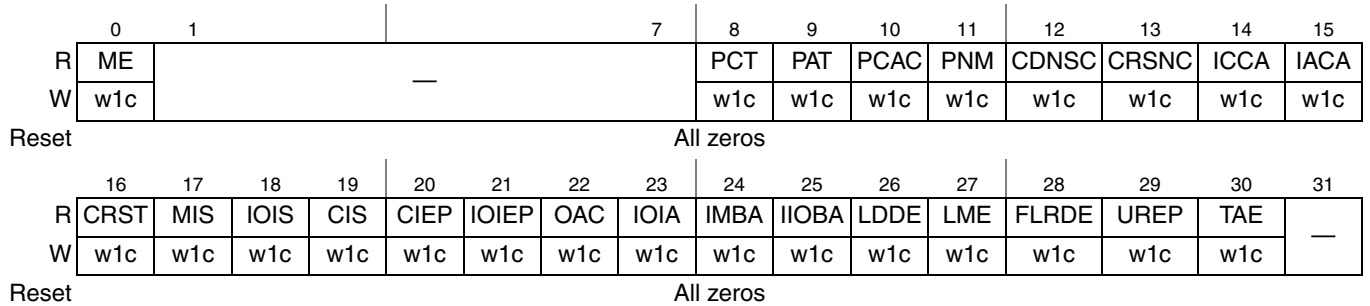 0 1 7 8 9 10 11 12 13 14 15
R ME — PCT PAT PCAC PNM CDNSC CRSNC ICCA IACA
W w1c w1c w1c w1c w1c w1c w1c w1c w1c
Reset All zeros
16 17 18 19 20 21 22 23 24 25 26 27 28 29 30 31
R CRST MIS IOIS CIS CIEP IOIEP OAC IOIA IMBA IIOBA LDDE LME FLRDE UREP TAE —
W w1c w1c w1c w1c w1c w1c w1c w1c w1c w1c w1c w1c w1c w1c w1c
Reset All zeros